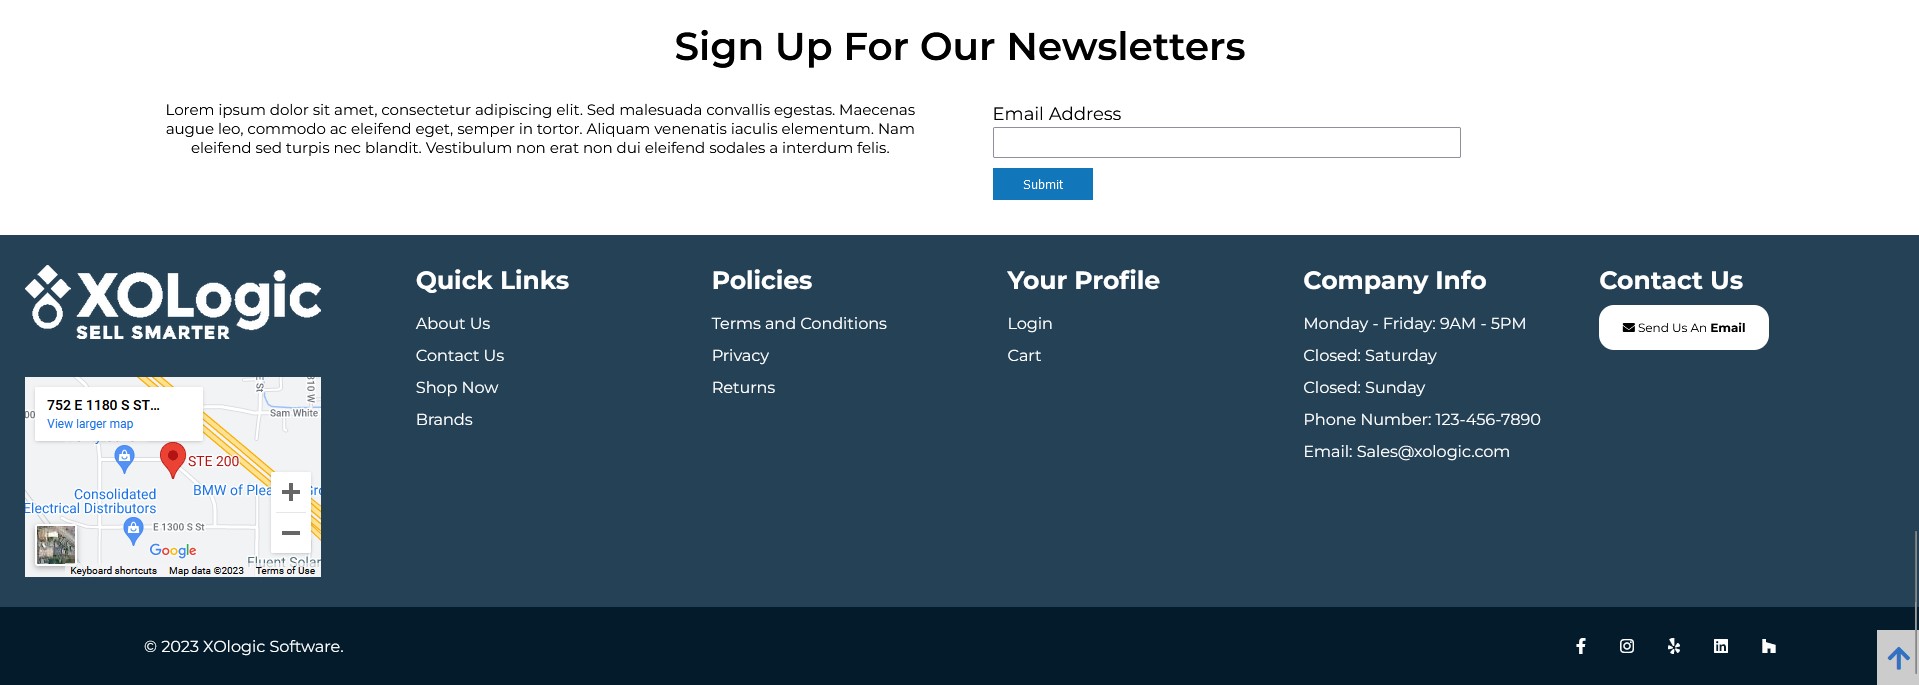 Sign Up For Our Newsletters
Lorem ipsum dolor sit amet, consectetur adipiscing elit. Sed malesuada convallis egestas. Maecenas
augue leo, commodo ac eleifend eget, semper in tortor. Aliquam venenatis iaculis elementum. Nam
eleifend sed turpis nec blandit. Vestibulum non erat non dui eleifend sodales a interdum felis.
Email Address
Submit
XOLogic
SELL SMARTER
752 E 1180 S ST...
View larger map
E St
310 W
Sam White
STE 200
Consolidated
Electrical Distributors
BMW of Plea
E 1300 S St
Google
Fluent Solar
Keyboard shortcuts
Map data ©2023
Terms of Use
Quick Links
About Us
Contact Us
Shop Now
Brands
Policies
Terms and Conditions
Privacy
Returns
Your Profile
Login
Cart
Company Info
Monday - Friday: 9AM - 5PM
Closed: Saturday
Closed: Sunday
Phone Number: 123-456-7890
Email: Sales@xologic.com
Contact Us
Send Us An Email
© 2023 XOlogic Software.